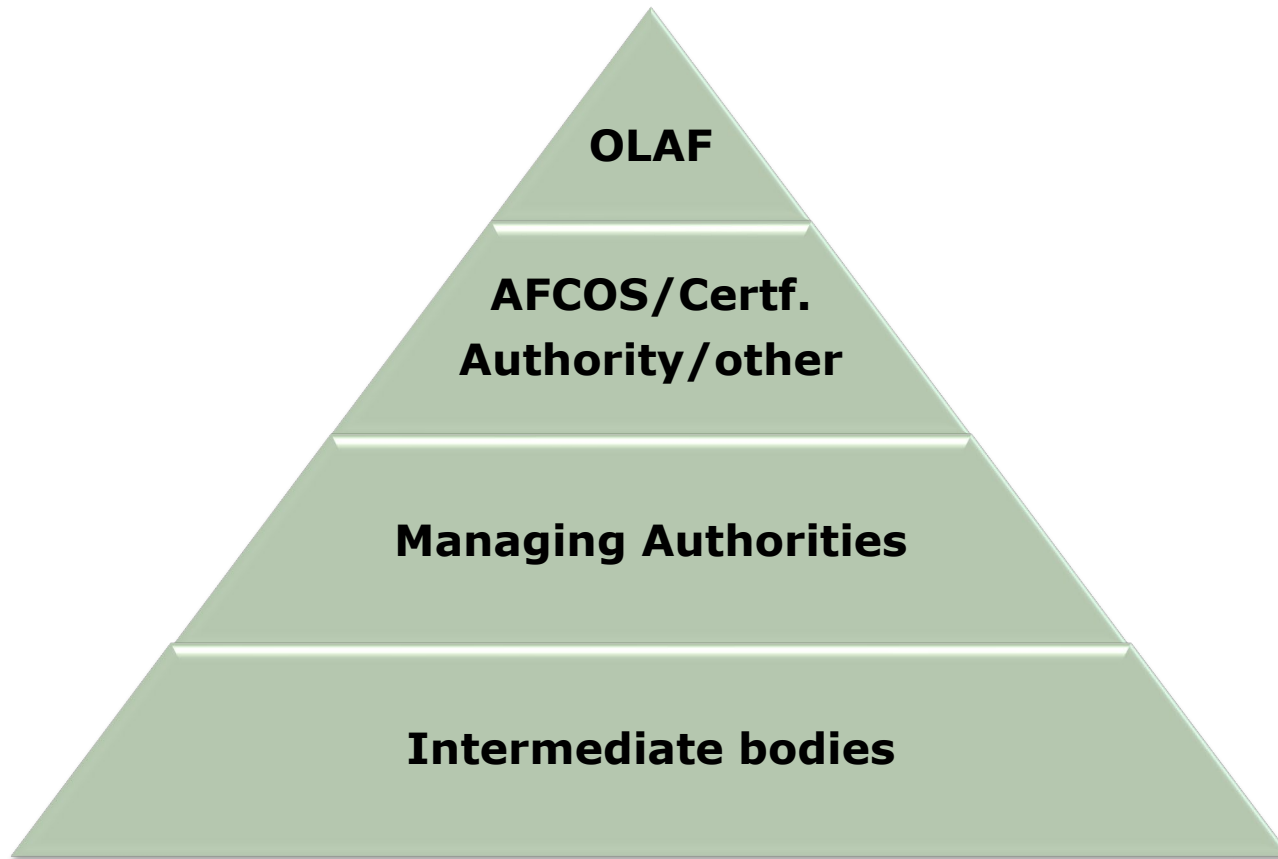 OLAF
AFCOS/Certf.
Authority/other
Managing Authorities
Intermediate bodies